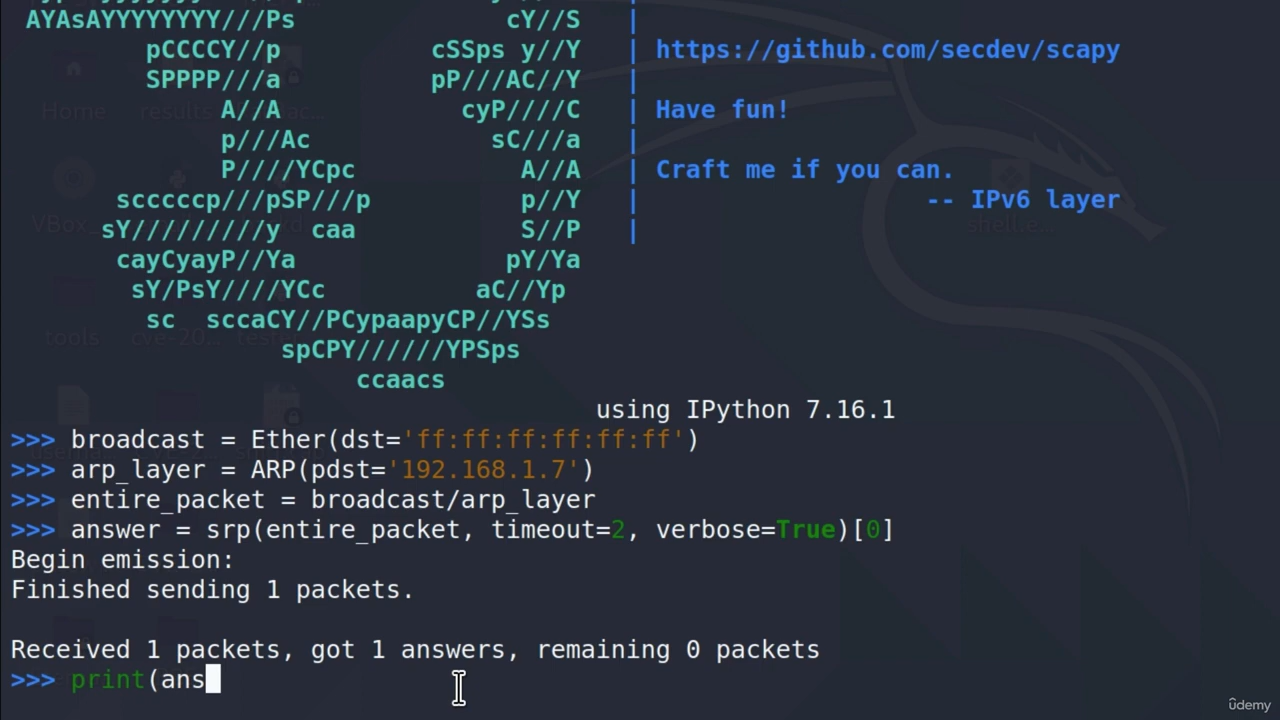 AYAsAYYYYYYYY///Ps                 cY//S       |
pCCCCY//p          cSSps y//Y       | https://github.com/secdev/scapy
SPPPP///a          pP///AC//Y       |
A//A            cyP////C       | Have fun!
p///Ac            sC///a       |
P////YCpc           A//A       | Craft me if you can.
scccccp///pSP///p          p//Y       |                   -- IPv6 layer
sY/////////y  caa           S//P       |
cayCyayP//Ya              pY/Ya
sY/PsY////YCc          aC//Yp
sc  sccaCY//PCypaapyCP//YSs
spCPY//////YPSps
ccaacs
using IPython 7.16.1
>>> broadcast = Ether(dst='ff:ff:ff:ff:ff:ff')
>>> arp_layer = ARP(pdst='192.168.1.7')
>>> entire_packet = broadcast/arp_layer
>>> answer = srp(entire_packet, timeout=2, verbose=True)[0]
Begin emission:
Finished sending 1 packets.
Received 1 packets, got 1 answers, remaining 0 packets
>>> print(ans
Home
results
tools
ûdemy